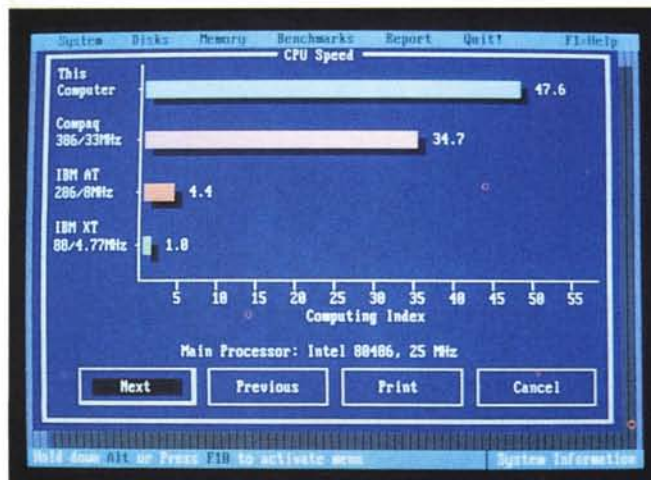 System Disks Memory Benchmarks Report Quit! F1=Help
CPU Speed
This
Computer
47.6
Compaq
386/33MHz
34.7
IBM AT
286/8MHz
4.4
IBM XT
88/4.77MHz
1.0
5 10 15 20 25 30 35 40 45 50 55
Computing Index
Main Processor: Intel 80486, 25 MHz
Next Previous Print Cancel
Hold down Alt or Press F10 to activate menu System Information